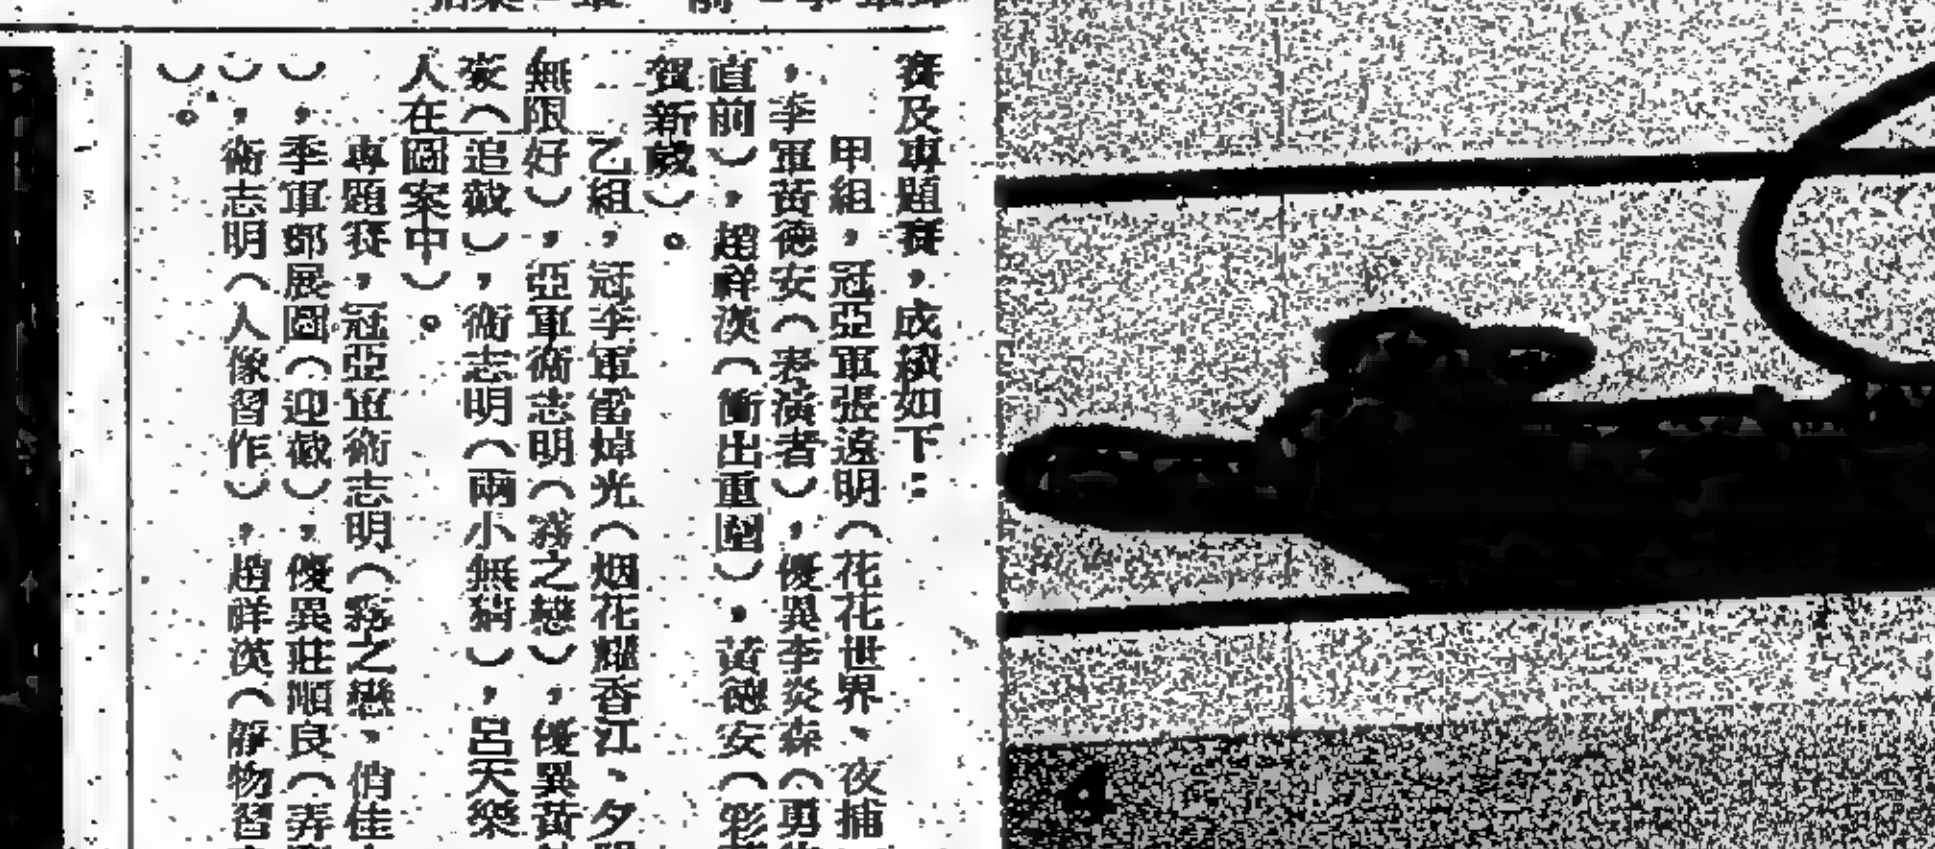 賽及專題賽，成績如下：
甲組，冠亞軍張遠明（花花世界、夜捕
，季軍黃德安（表演者），優異李炎森（勇
直前），趙祥漢（衝出重圍），黃德安（彩
賀新歲）。
乙組，冠季軍雷焯光（烟花耀香江、夕
無限好），亞軍衛志明（霧之戀），優異黃
豪（追截），衛志明（兩小無猜），呂天樂
人在圖案中）。
專題賽，冠亞軍衛志明（霧之戀、俏佳
），季軍鄧展圖（迎截），優異莊順良（弄
），衛志明（人像習作），趙祥漢（靜物習
）。